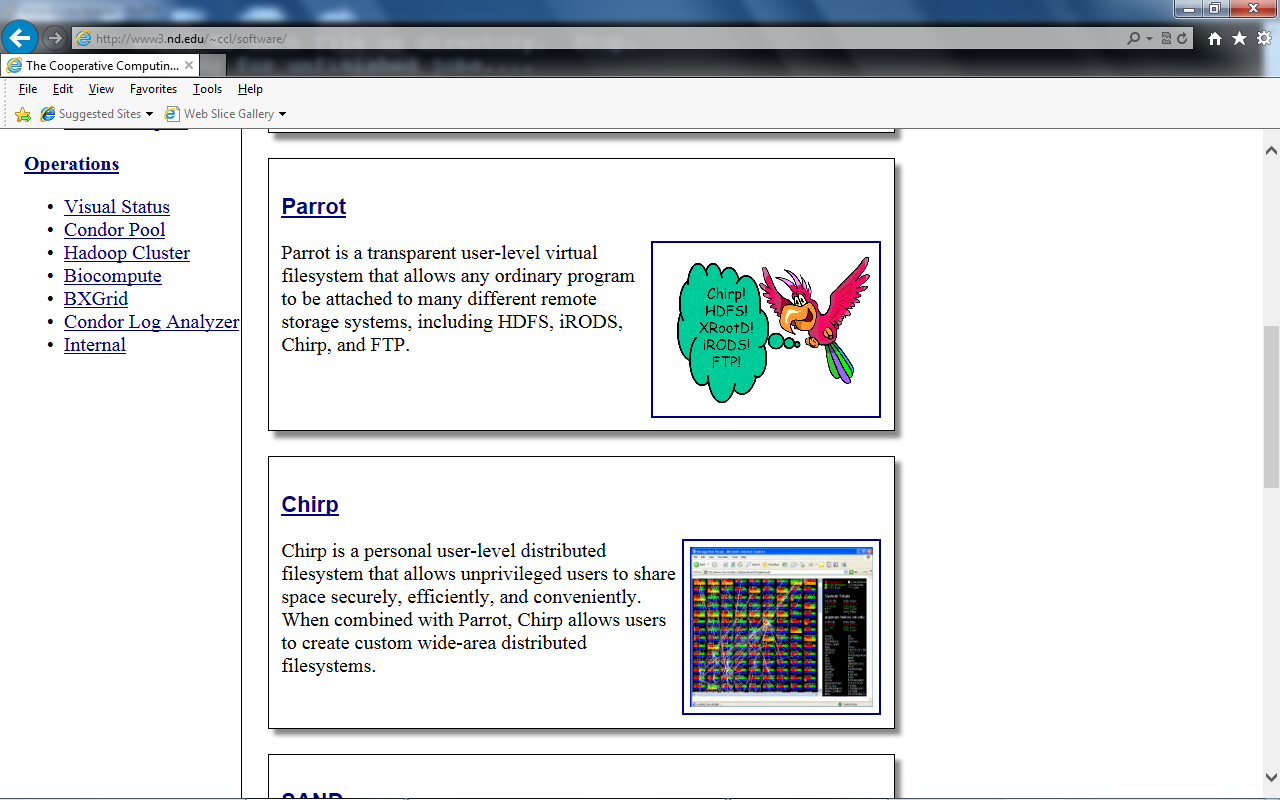 http://www3.nd.edu/~ccl/software/
The Cooperative Computin...
File Edit View Favorites Tools Help
Suggested Sites Web Slice Gallery
Operations
• Visual Status
• Condor Pool
• Hadoop Cluster
• Biocompute
• BXGrid
• Condor Log Analyzer
• Internal
Parrot
Parrot is a transparent user-level virtual
filesystem that allows any ordinary program
to be attached to many different remote
storage systems, including HDFS, iRODS,
Chirp, and FTP.
Chirp!
HDFS!
XRootD!
iRODS!
FTP!
Chirp
Chirp is a personal user-level distributed
filesystem that allows unprivileged users to share
space securely, efficiently, and conveniently.
When combined with Parrot, Chirp allows users
to create custom wide-area distributed
filesystems.
SAND